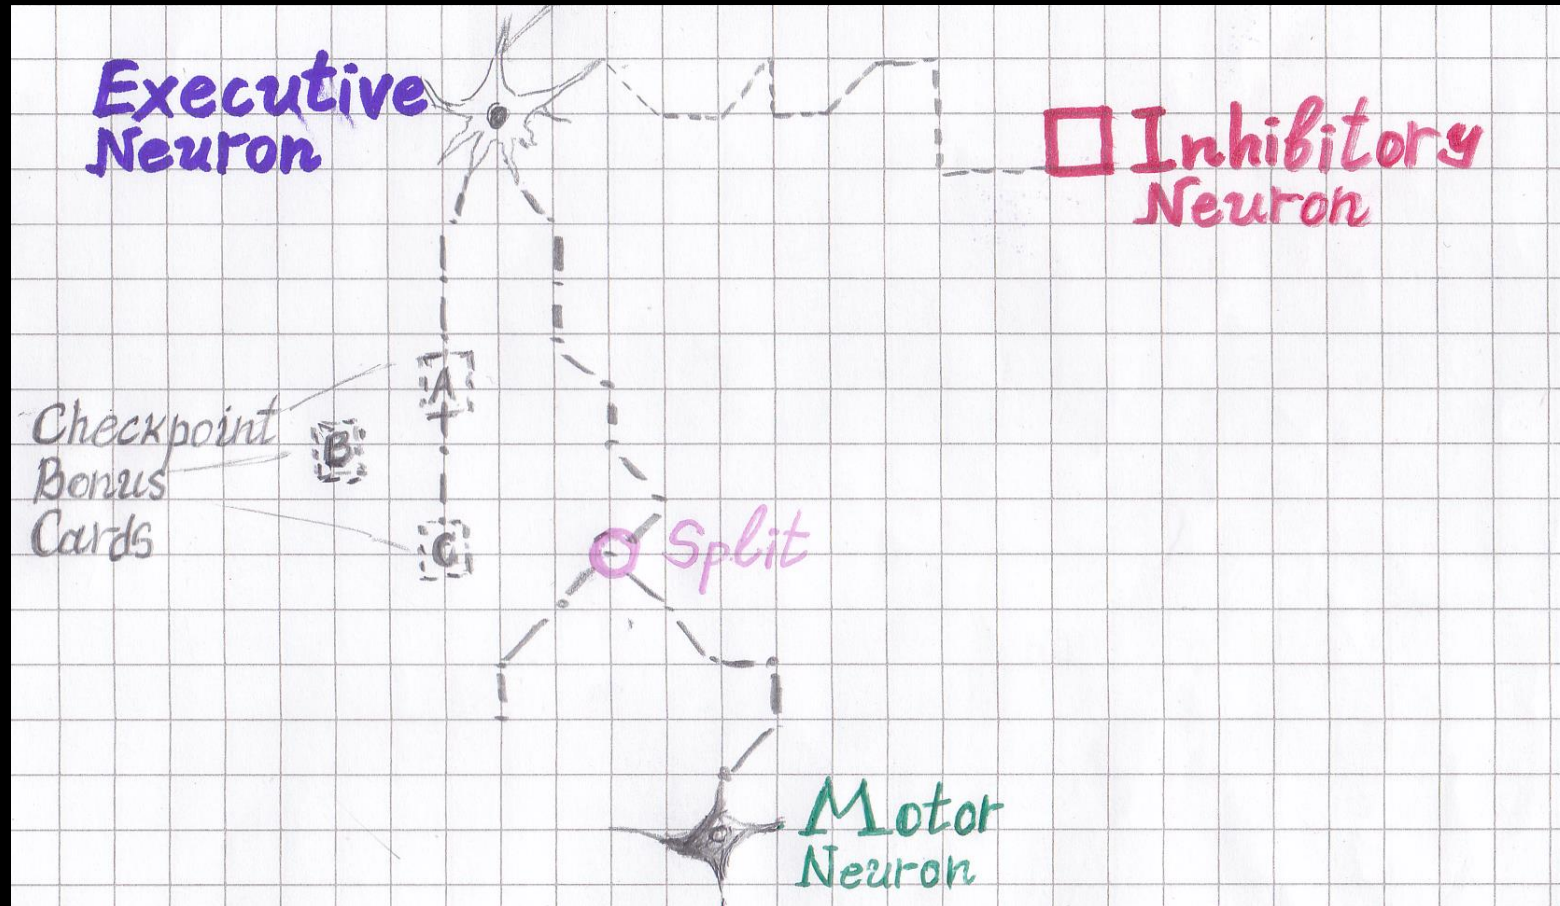 Executive
Neuron
Inhibitory
Neuron
A
Checkpoint
B
Bonus
Cards
C
Split
Motor
Neuron